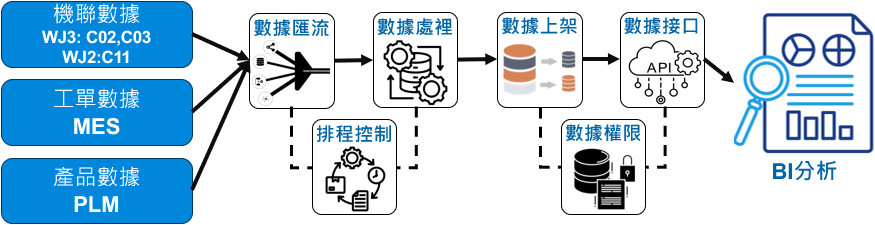 機聯數據
WJ3: C02,C03
WJ2:C11
工單數據
MES
產品數據
PLM
數據匯流
數據處裡
數據上架
數據接口
API
排程控制
數據權限
BI分析